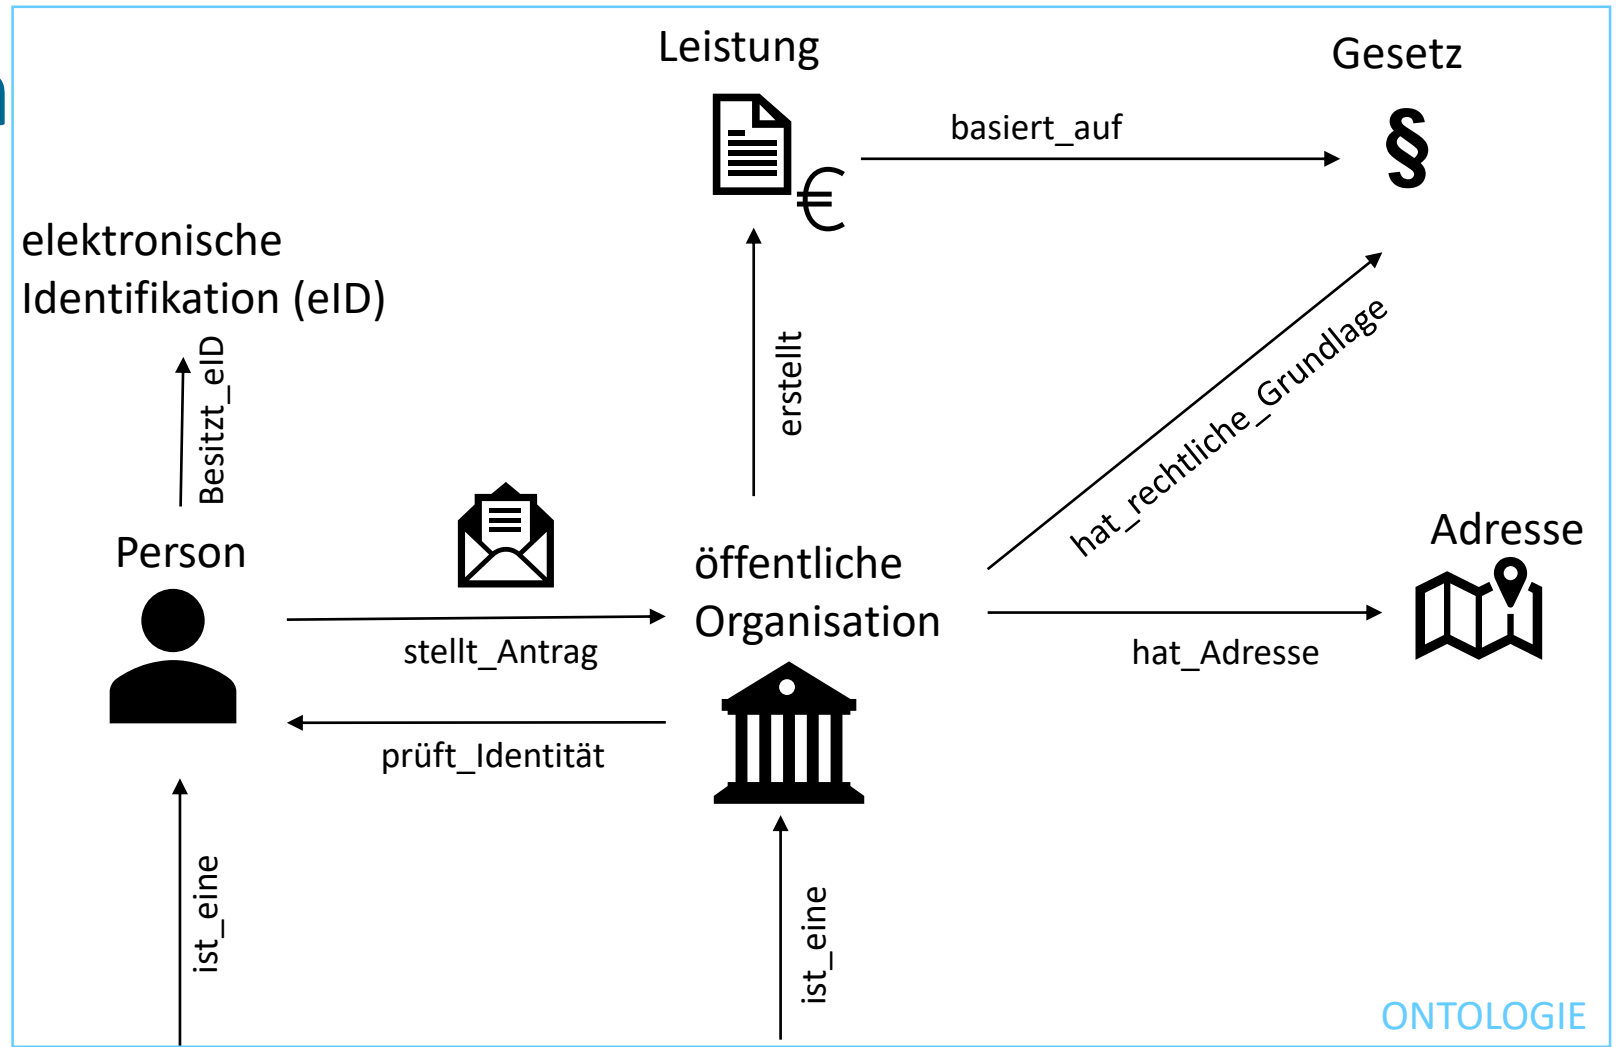 Leistung
Gesetz
basiert_auf
§
€
elektronische
Identifikation (eID)
Besitzt_eID
erstellt
hat_rechtliche_Grundlage
Person
öffentliche
Organisation
Adresse
stellt_Antrag
hat_Adresse
prüft_Identität
ist_eine
ist_eine
ONTOLOGIE